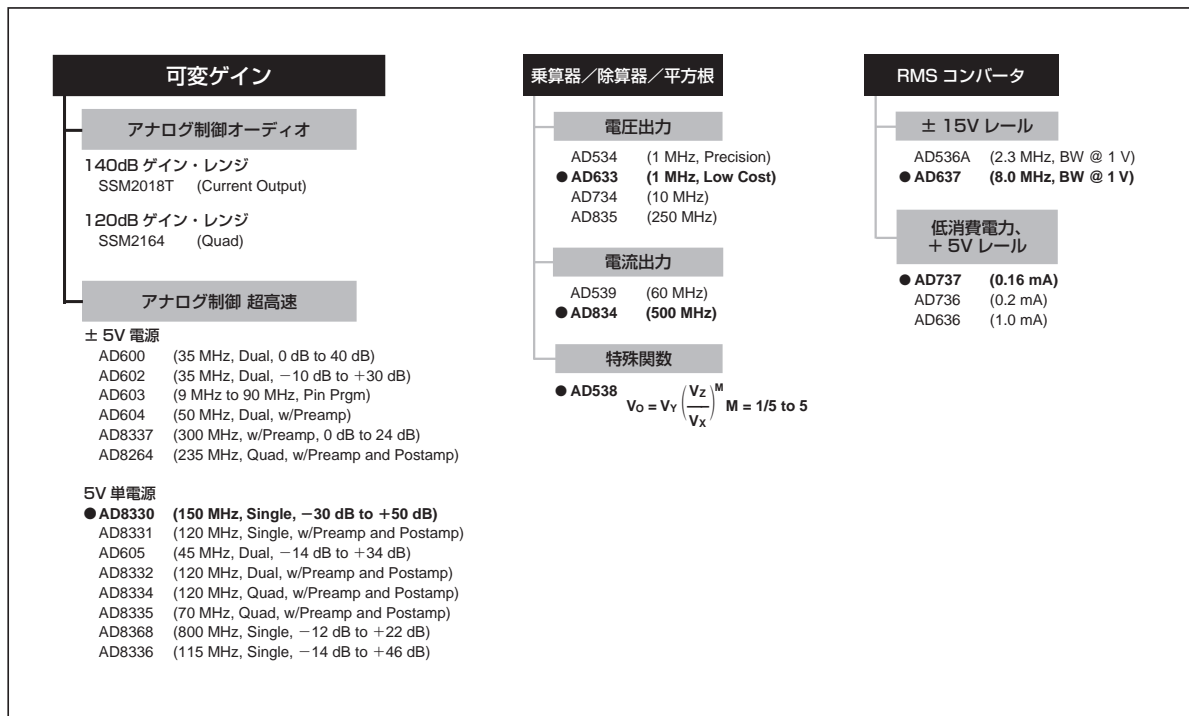 可変ゲイン
アナログ制御オーディオ
140dB ゲイン・レンジ
SSM2018T (Current Output)
120dB ゲイン・レンジ
SSM2164 (Quad)
アナログ制御 超高速
± 5V 電源
AD600 (35 MHz, Dual, 0 dB to 40 dB)
AD602 (35 MHz, Dual, −10 dB to +30 dB)
AD603 (9 MHz to 90 MHz, Pin Prgm)
AD604 (50 MHz, Dual, w/Preamp)
AD8337 (300 MHz, w/Preamp, 0 dB to 24 dB)
AD8264 (235 MHz, Quad, w/Preamp and Postamp)
5V 単電源
● AD8330 (150 MHz, Single, −30 dB to +50 dB)
AD8331 (120 MHz, Single, w/Preamp and Postamp)
AD605 (45 MHz, Dual, −14 dB to +34 dB)
AD8332 (120 MHz, Dual, w/Preamp and Postamp)
AD8334 (120 MHz, Quad, w/Preamp and Postamp)
AD8335 (70 MHz, Quad, w/Preamp and Postamp)
AD8368 (800 MHz, Single, −12 dB to +22 dB)
AD8336 (115 MHz, Single, −14 dB to +46 dB)
乗算器／除算器／平方根
電圧出力
AD534 (1 MHz, Precision)
● AD633 (1 MHz, Low Cost)
AD734 (10 MHz)
AD835 (250 MHz)
電流出力
AD539 (60 MHz)
● AD834 (500 MHz)
特殊関数
● AD538 VO = VY (VZ/VX)^M M = 1/5 to 5
RMS コンバータ
± 15V レール
AD536A (2.3 MHz, BW @ 1 V)
● AD637 (8.0 MHz, BW @ 1 V)
低消費電力、
+ 5V レール
● AD737 (0.16 mA)
AD736 (0.2 mA)
AD636 (1.0 mA)